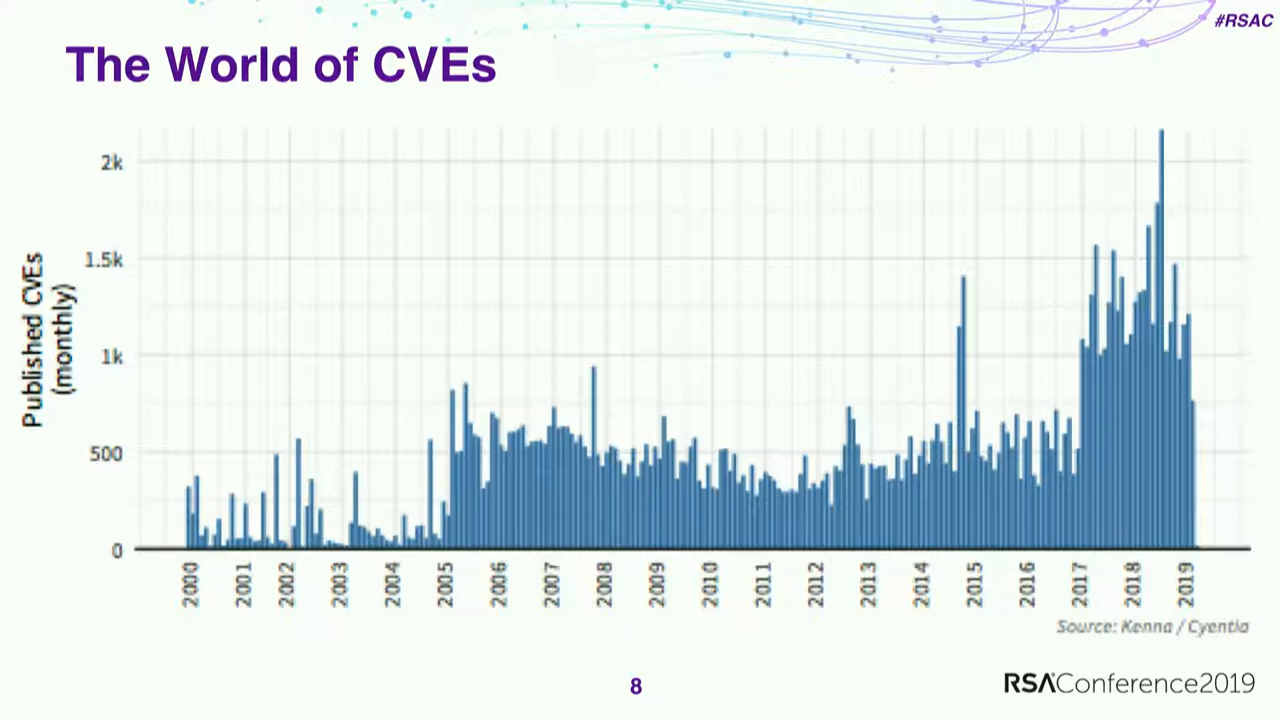 #RSAC
The World of CVEs
2k
1.5k
1k
500
0
Published CVEs
(monthly)
2000 2001 2002 2003 2004 2005 2006 2007 2008 2009 2010 2011 2012 2013 2014 2015 2016 2017 2018 2019
Source: Kenna / Cyentia
8
RSAConference2019